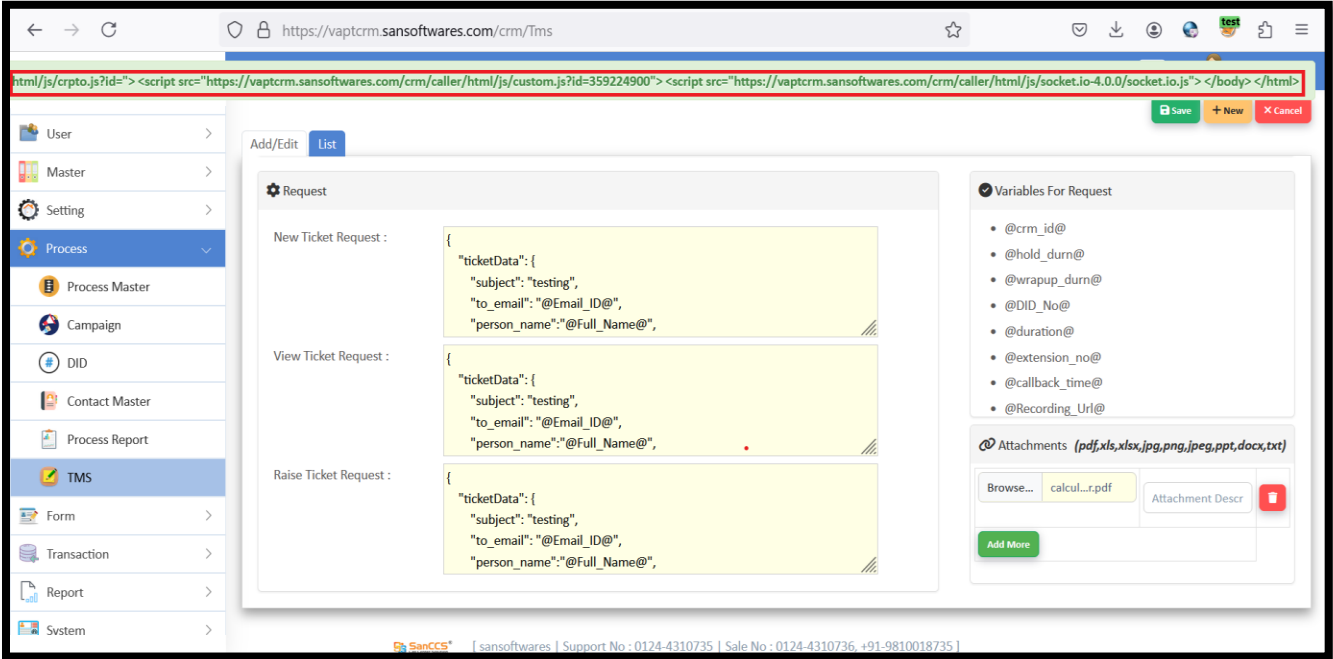 test
https://vaptcrm.sansoftwares.com/crm/Tms
html/js/crpto.js?id="> <script src="https://vaptcrm.sansoftwares.com/crm/caller/html/js/custom.js?id=359224900"> <script src="https://vaptcrm.sansoftwares.com/crm/caller/html/js/socket.io-4.0.0/socket.io.js"> </body> </html>
Save + New X Cancel
User
Master
Setting
Process
Process Master
Campaign
# DID
Contact Master
Process Report
TMS
Form
Transaction
Report
System
Add/Edit List
Request
New Ticket Request :
{
"ticketData": {
"subject": "testing",
"to_email": "@Email_ID@",
"person_name":"@Full_Name@",
View Ticket Request :
{
"ticketData": {
"subject": "testing",
"to_email": "@Email_ID@",
"person_name":"@Full_Name@",
Raise Ticket Request :
{
"ticketData": {
"subject": "testing",
"to_email": "@Email_ID@",
"person_name":"@Full_Name@",
Variables For Request
• @crm_id@
• @hold_durn@
• @wrapup_durn@
• @DID_No@
• @duration@
• @extension_no@
• @callback_time@
• @Recording_Url@
Attachments (pdf,xls,xlsx,jpg,png,jpeg,ppt,docx,txt)
Browse... calcul...r.pdf Attachment Descr
Add More
SanCCS [ sansoftwares | Support No : 0124-4310735 | Sale No : 0124-4310736, +91-9810018735 ]